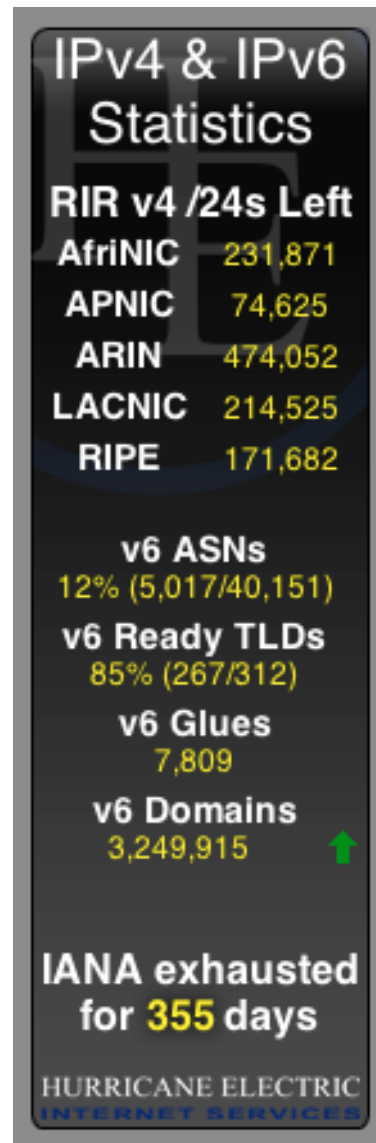 IPv4 & IPv6
Statistics
RIR v4 /24s Left
AfriNIC 231,871
APNIC 74,625
ARIN 474,052
LACNIC 214,525
RIPE 171,682
v6 ASNs
12% (5,017/40,151)
v6 Ready TLDs
85% (267/312)
v6 Glues
7,809
v6 Domains
3,249,915
IANA exhausted
for 355 days
HURRICANE ELECTRIC
INTERNET SERVICES